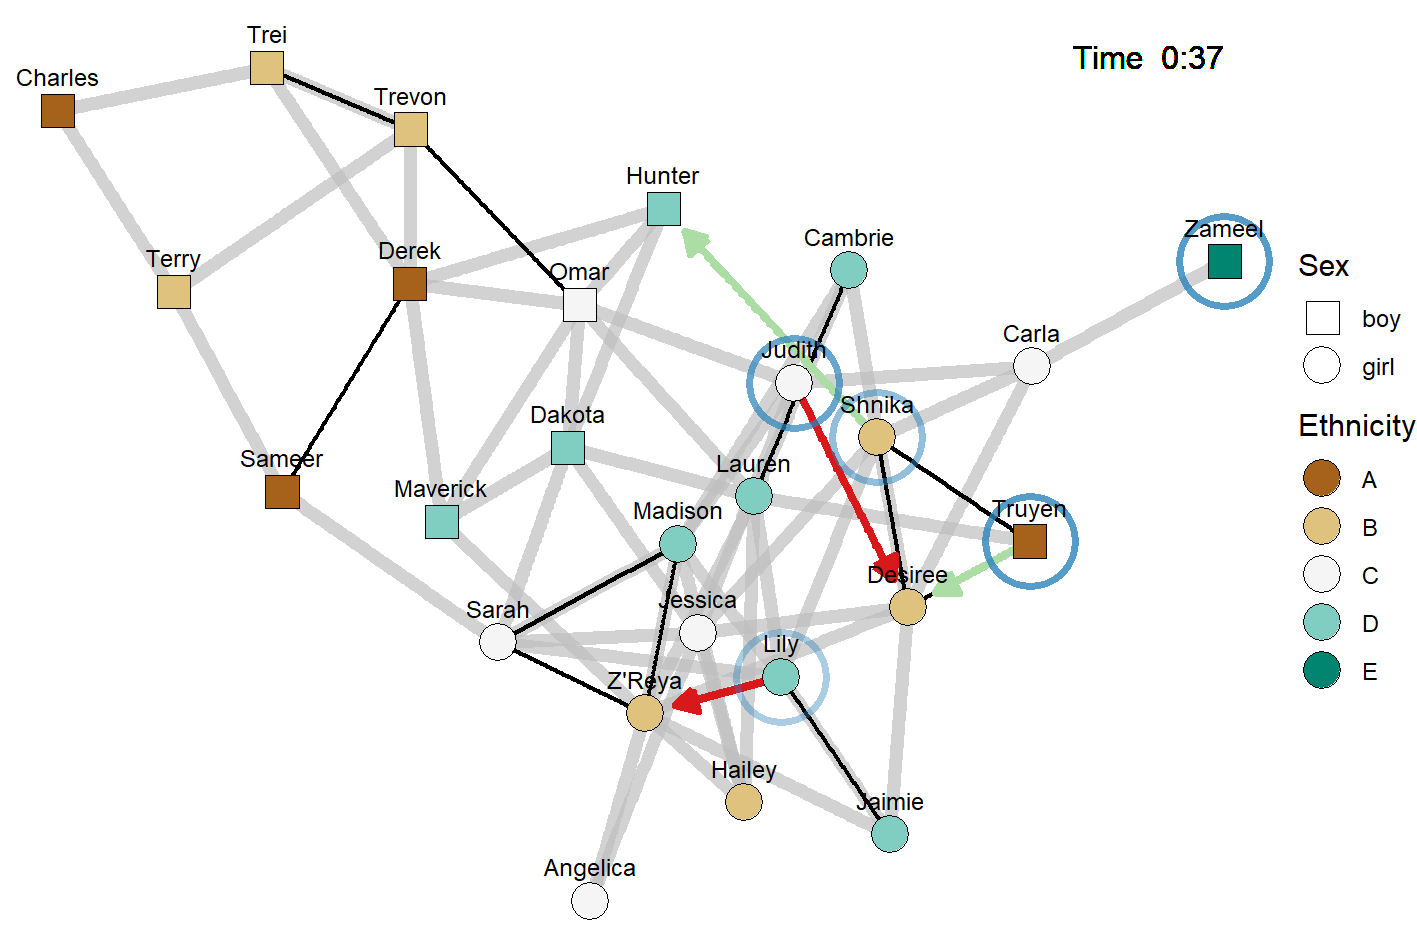 Trei
Time 0:37
Charles
Trevon
Hunter
Zameel
Cambrie
Terry
Derek
Omar
Sex
boy
girl
Carla
Judith
Shnika
Dakota
Ethnicity
Sameer
Lauren
Maverick
Madison
Truyen
A
B
C
D
E
Desiree
Sarah
Jessica
Lily
Z'Reya
Hailey
Jaimie
Angelica